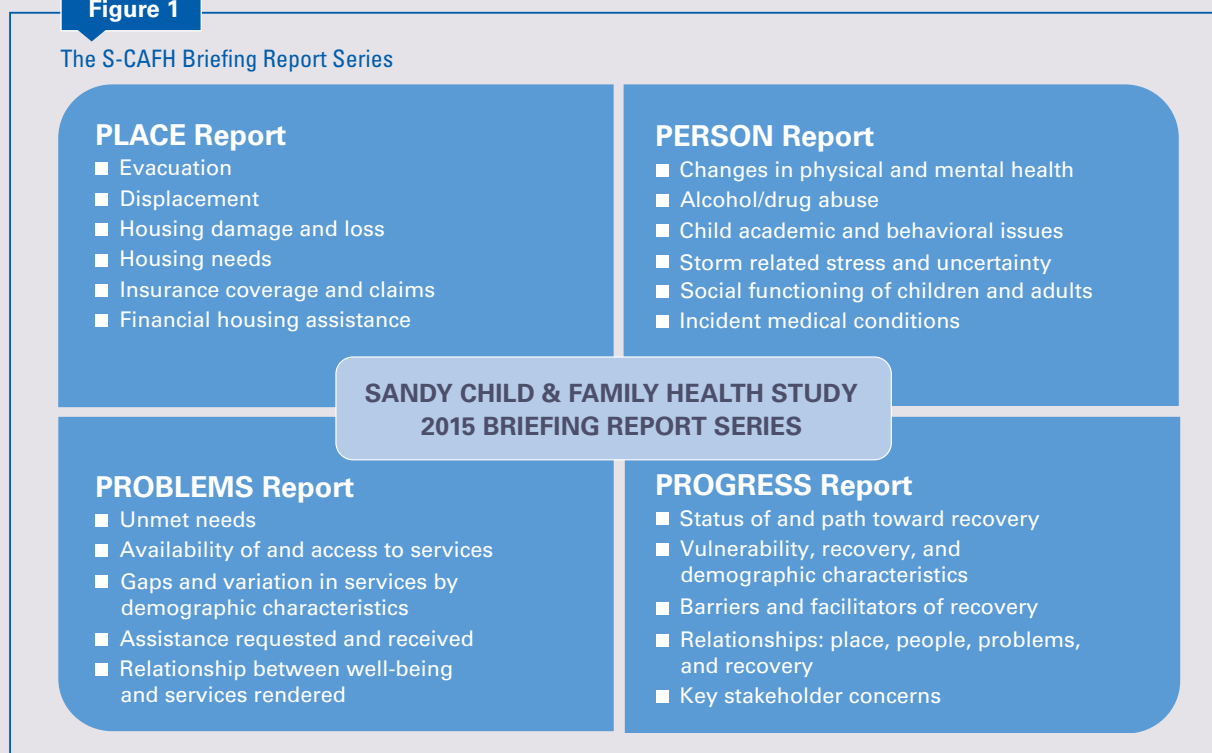 Figure 1
The S-CAFH Briefing Report Series
PLACE Report
■ Evacuation
■ Displacement
■ Housing damage and loss
■ Housing needs
■ Insurance coverage and claims
■ Financial housing assistance
PERSON Report
■ Changes in physical and mental health
■ Alcohol/drug abuse
■ Child academic and behavioral issues
■ Storm related stress and uncertainty
■ Social functioning of children and adults
■ Incident medical conditions
SANDY CHILD & FAMILY HEALTH STUDY
2015 BRIEFING REPORT SERIES
PROBLEMS Report
■ Unmet needs
■ Availability of and access to services
■ Gaps and variation in services by
demographic characteristics
■ Assistance requested and received
■ Relationship between well-being
and services rendered
PROGRESS Report
■ Status of and path toward recovery
■ Vulnerability, recovery, and
demographic characteristics
■ Barriers and facilitators of recovery
■ Relationships: place, people, problems,
and recovery
■ Key stakeholder concerns